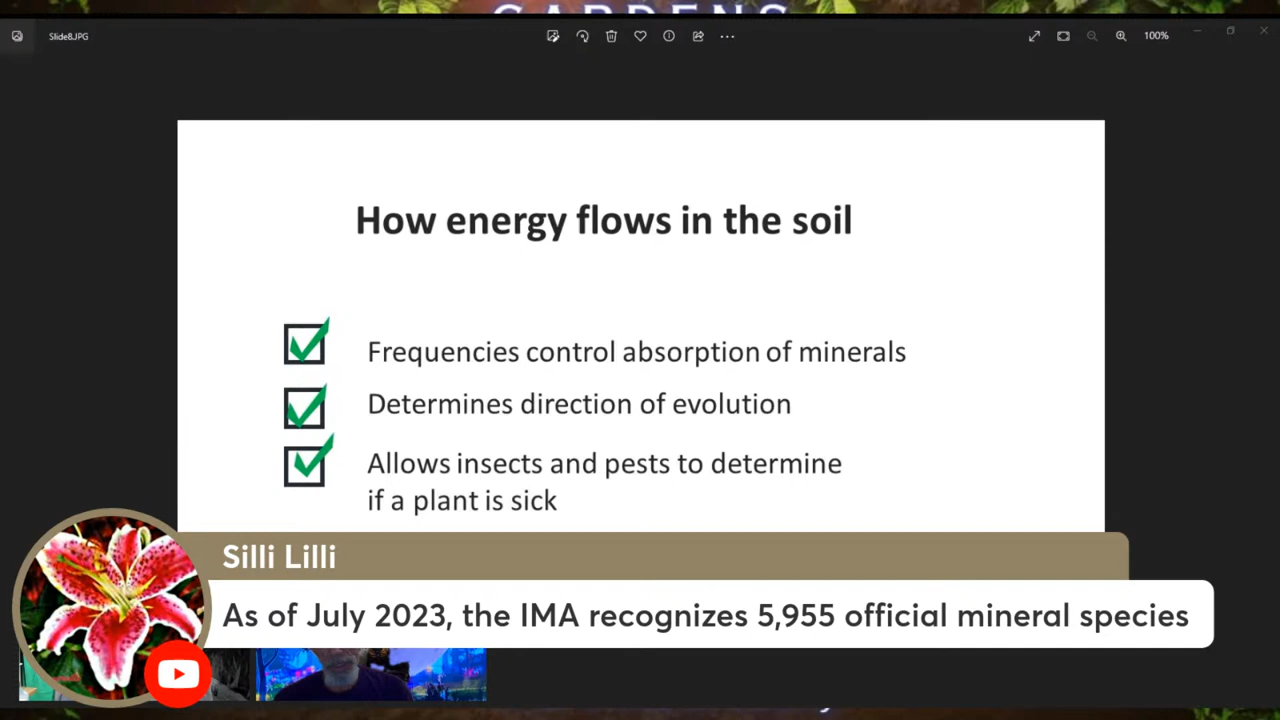 GARDENS
Slide8.JPG
100%
How energy flows in the soil
Frequencies control absorption of minerals
Determines direction of evolution
Allows insects and pests to determine
if a plant is sick
Silli Lilli
As of July 2023, the IMA recognizes 5,955 official mineral species